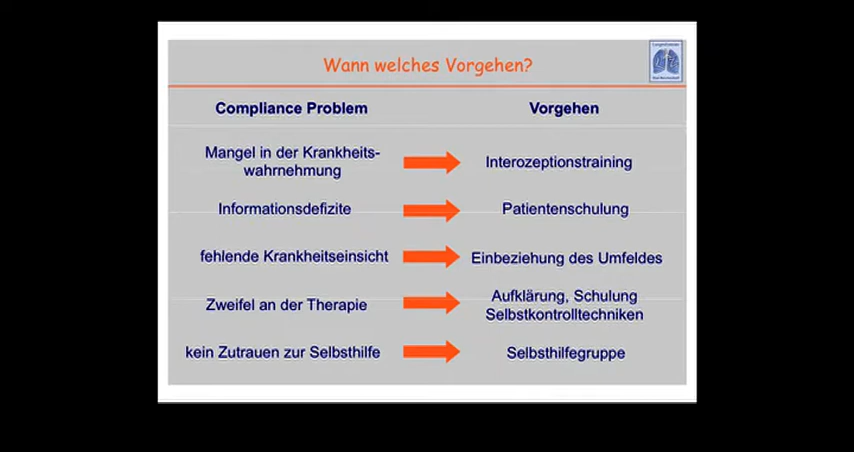 Wann welches Vorgehen?
Compliance Problem
Vorgehen
Mangel in der Krankheits-
wahrnehmung
Interozeptionstraining
Informationsdefizite
Patientenschulung
fehlende Krankheitseinsicht
Einbeziehung des Umfeldes
Zweifel an der Therapie
Aufklärung, Schulung
Selbstkontrolltechniken
kein Zutrauen zur Selbsthilfe
Selbsthilfegruppe